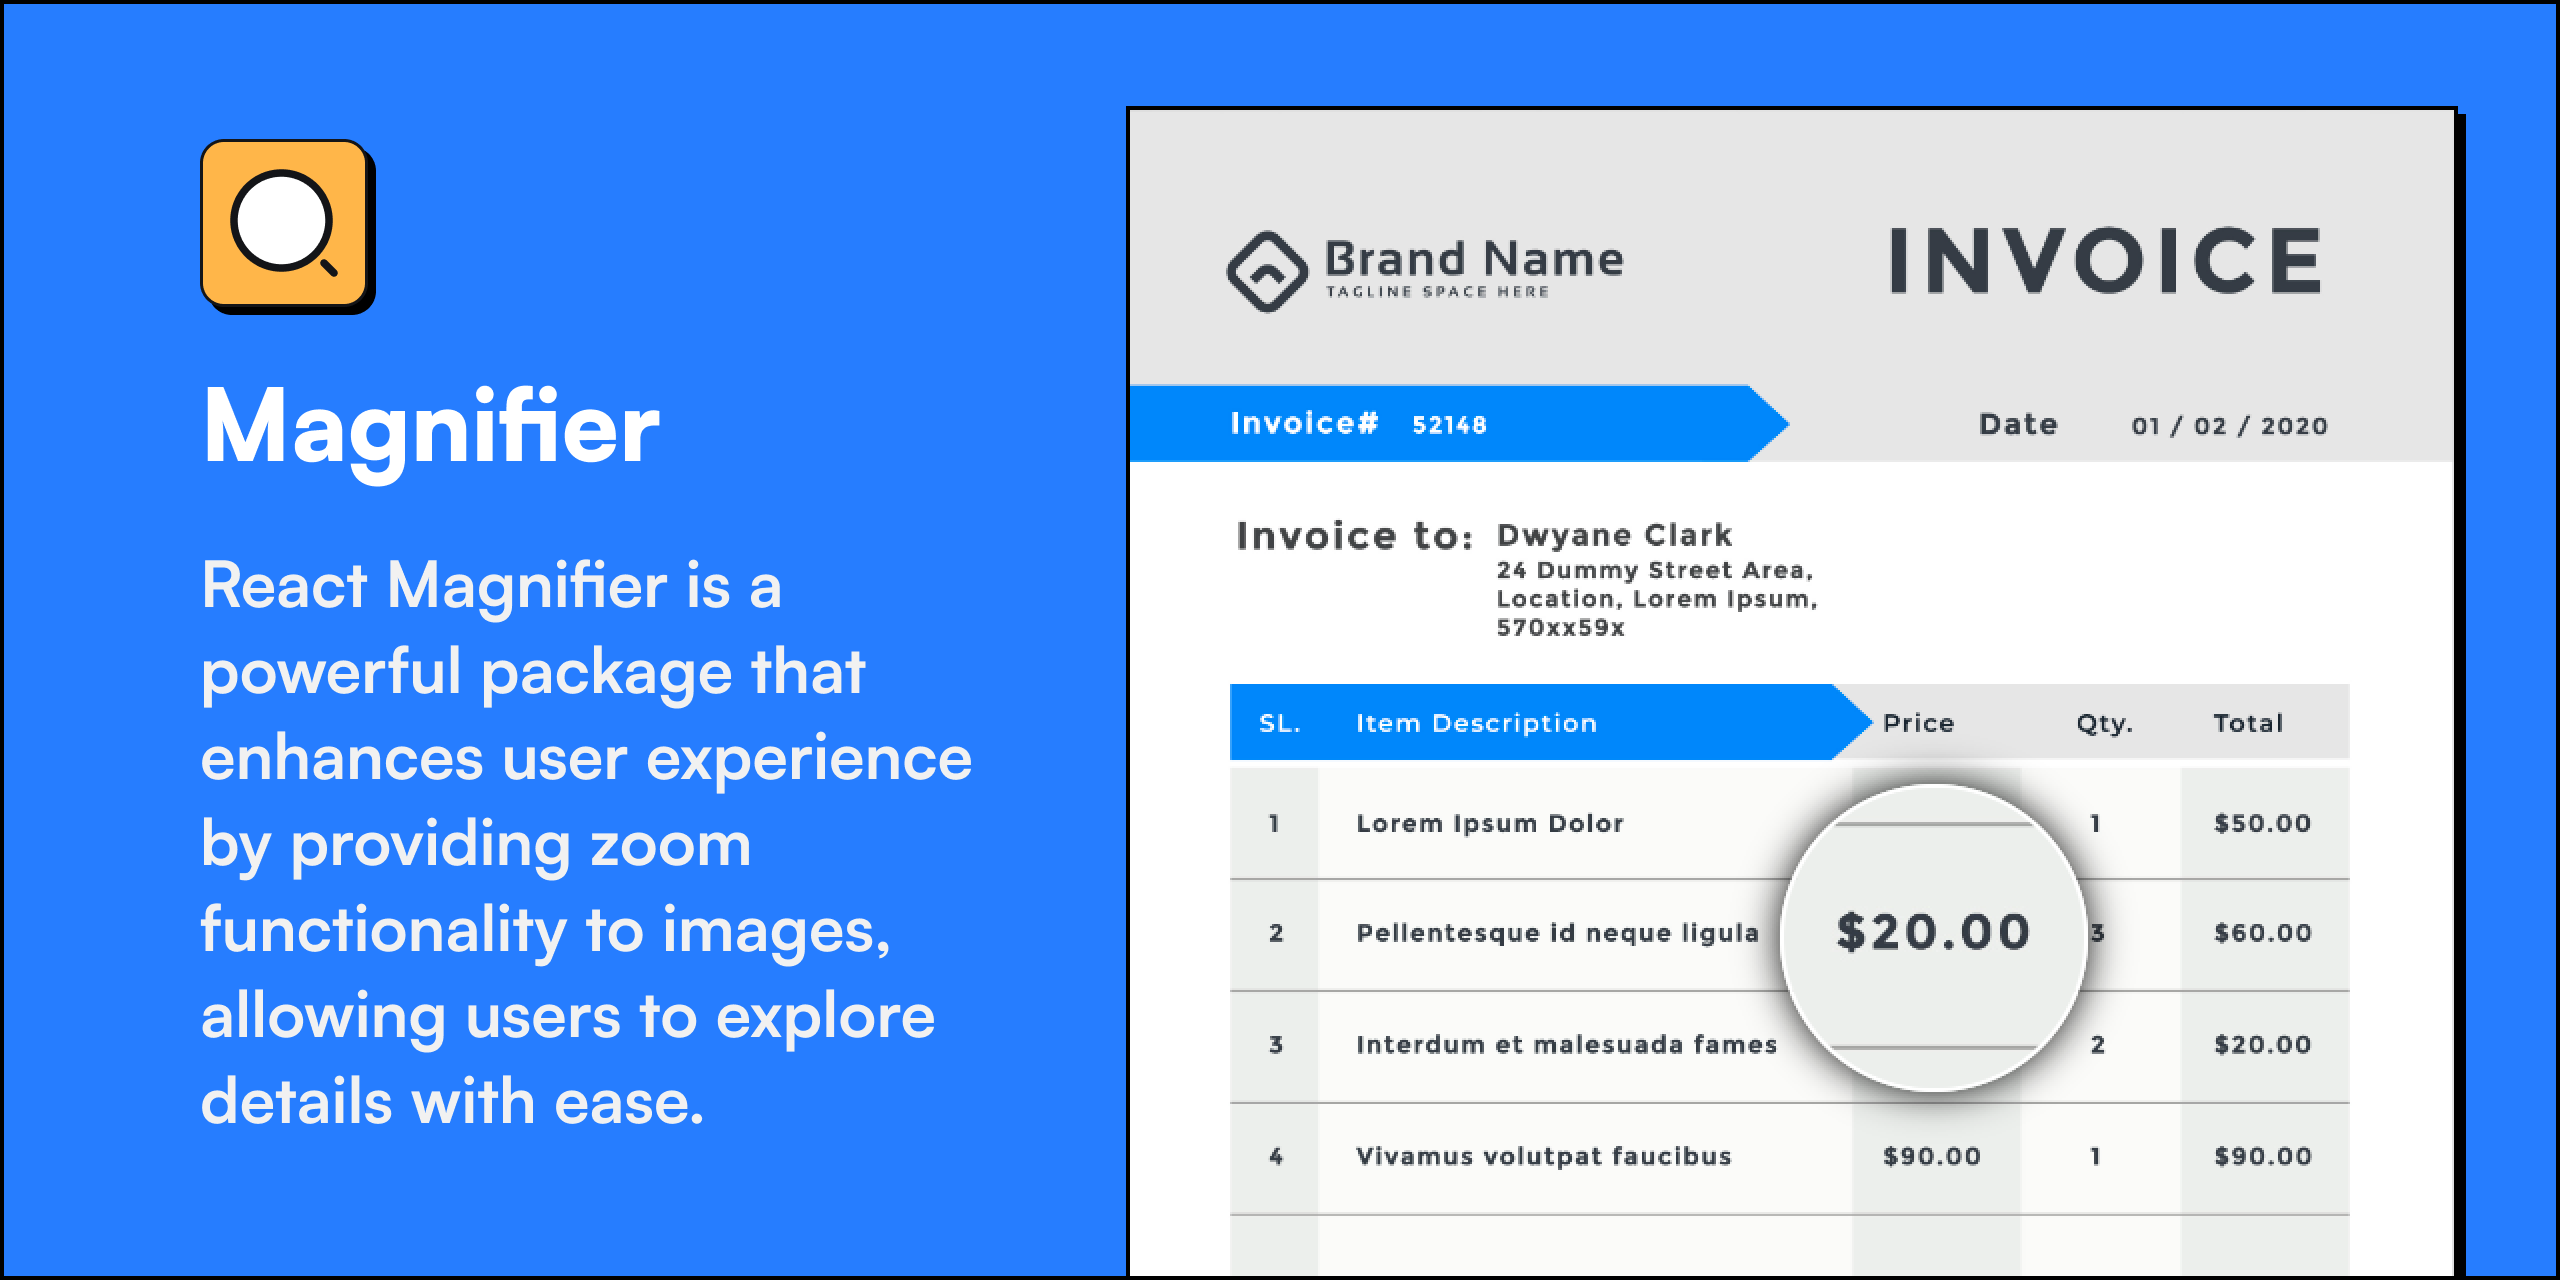 Magnifier
React Magnifier is a
powerful package that
enhances user experience
by providing zoom
functionality to images,
allowing users to explore
details with ease.
Brand Name
TAGLINE SPACE HERE
INVOICE
Invoice# 52148
Date 01 / 02 / 2020
Invoice to: Dwyane Clark
24 Dummy Street Area,
Location, Lorem Ipsum,
570xx59x
SL. Item Description Price Qty. Total
1 Lorem Ipsum Dolor 1 $50.00
2 Pellentesque id neque ligula $20.00 3 $60.00
3 Interdum et malesuada fames 2 $20.00
4 Vivamus volutpat faucibus $90.00 1 $90.00